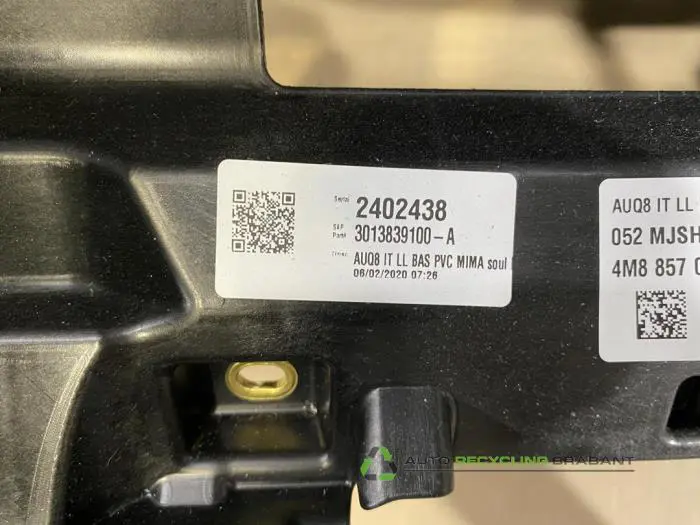 Serial 2402438
SAP Part# 3013839100-A
AUQ8 IT LL BAS PVC MIMA soul
06/02/2020 07:26
AUQ8 IT LL
052 MJSH
4M8 857
AUTO RECYCLING BRABANT